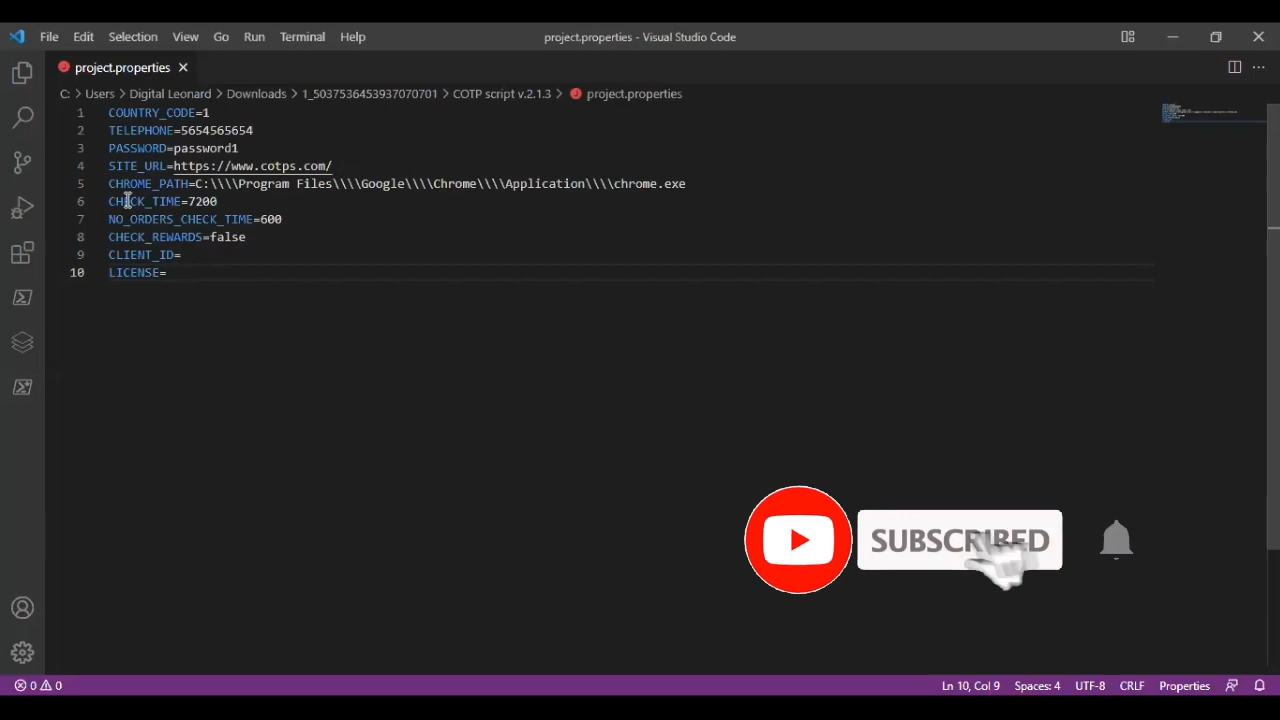 File Edit Selection View Go Run Terminal Help project.properties - Visual Studio Code
project.properties
C: > Users > Digital Leonard > Downloads > 1_5037536453937070701 > COTP script v.2.1.3 > project.properties
1 COUNTRY_CODE=1
2 TELEPHONE=5654565654
3 PASSWORD=password1
4 SITE_URL=https://www.cotps.com/
5 CHROME_PATH=C:\\\\Program Files\\\\Google\\\\Chrome\\\\Application\\\\chrome.exe
6 CHECK_TIME=7200
7 NO_ORDERS_CHECK_TIME=600
8 CHECK_REWARDS=false
9 CLIENT_ID=
10 LICENSE=
SUBSCRIBED
0 0 Ln 10, Col 9 Spaces: 4 UTF-8 CRLF Properties